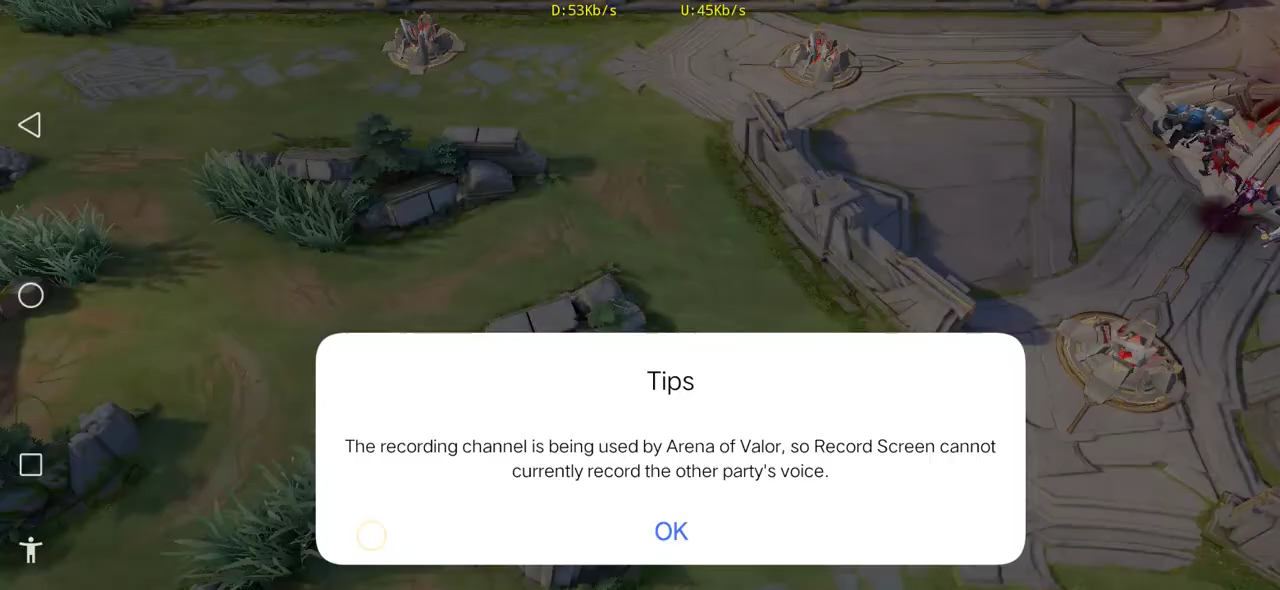 D:53Kb/s U:45Kb/s
Tips
The recording channel is being used by Arena of Valor, so Record Screen cannot
currently record the other party's voice.
OK